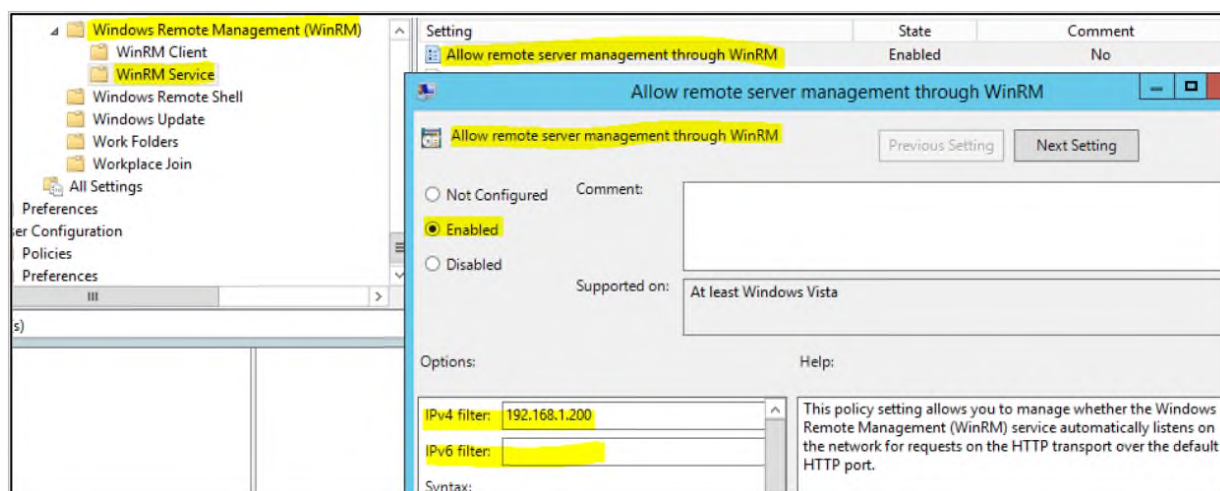 Windows Remote Management (WinRM)
WinRM Client
WinRM Service
Windows Remote Shell
Windows Update
Work Folders
Workplace Join
All Settings
Preferences
er Configuration
Policies
Preferences
s)
Setting State Comment
Allow remote server management through WinRM Enabled No
Allow remote server management through WinRM
Allow remote server management through WinRM
Previous Setting Next Setting
Not Configured Comment:
Enabled
Disabled
Supported on: At least Windows Vista
Options: Help:
IPv4 filter: 192.168.1.200
IPv6 filter:
Syntax:
This policy setting allows you to manage whether the Windows
Remote Management (WinRM) service automatically listens on
the network for requests on the HTTP transport over the default
HTTP port.